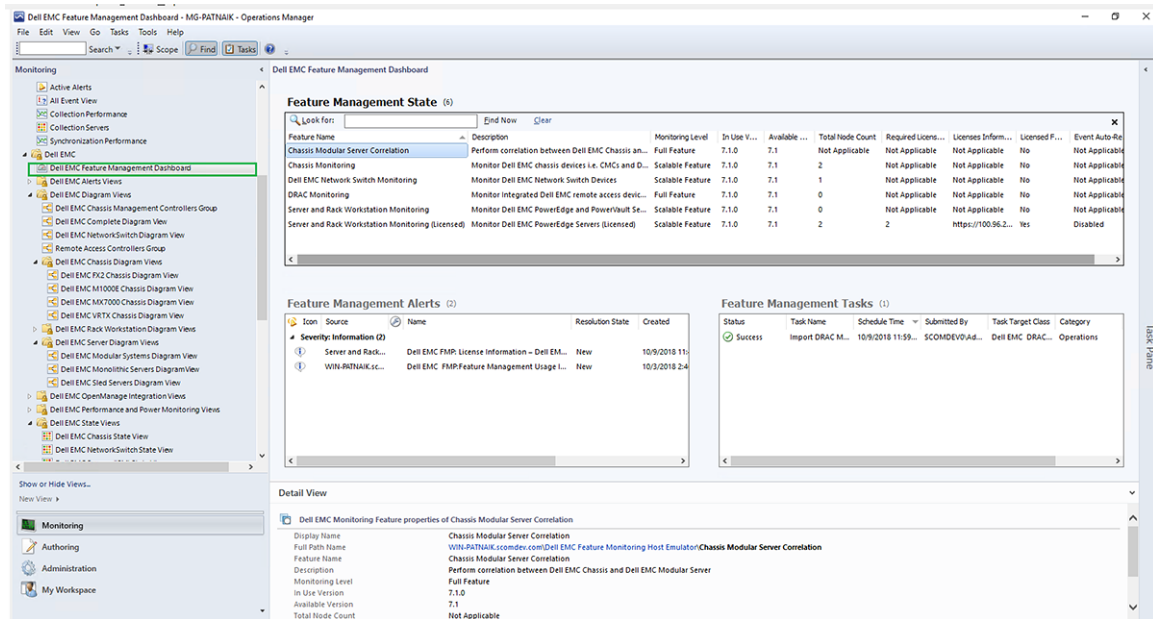 Dell EMC Feature Management Dashboard - MG-PATNAIK - Operations Manager
File Edit View Go Tasks Tools Help
Search Scope Find Tasks
Monitoring
Active Alerts
All Event View
Collection Performance
Collection Servers
Synchronization Performance
Dell EMC
Dell EMC Feature Management Dashboard
Dell EMC Alerts Views
Dell EMC Diagram Views
Dell EMC Chassis Management Controllers Group
Dell EMC Complete Diagram View
Dell EMC NetworkSwitch Diagram View
Remote Access Controllers Group
Dell EMC Chassis Diagram Views
Dell EMC FX2 Chassis Diagram View
Dell EMC M1000E Chassis Diagram View
Dell EMC MX7000 Chassis Diagram View
Dell EMC VRTX Chassis Diagram View
Dell EMC Rack Workstation Diagram Views
Dell EMC Server Diagram Views
Dell EMC Modular Systems Diagram View
Dell EMC Monolithic Servers DiagramView
Dell EMC Sled Servers Diagram View
Dell EMC OpenManage Integration Views
Dell EMC Performance and Power Monitoring Views
Dell EMC State Views
Dell EMC Chassis State View
Dell EMC NetworkSwitch State View
Show or Hide Views...
New View
Monitoring
Authoring
Administration
My Workspace
Dell EMC Feature Management Dashboard
Feature Management State (6)
Look for: Find Now Clear
Feature Name Description Monitoring Level In Use V... Available ... Total Node Count Required Licens... Licenses Inform... Licensed F... Event Auto-Re
Chassis Modular Server Correlation Perform correlation between Dell EMC Chassis an... Full Feature 7.1.0 7.1 Not Applicable Not Applicable Not Applicable No Not Applicable
Chassis Monitoring Monitor Dell EMC chassis devices i.e. CMCs and D... Scalable Feature 7.1.0 7.1 2 Not Applicable Not Applicable No Not Applicable
Dell EMC Network Switch Monitoring Monitor Dell EMC Network Switch Devices Scalable Feature 7.1.0 7.1 1 Not Applicable Not Applicable No Not Applicable
DRAC Monitoring Monitor Integrated Dell EMC remote access devic... Full Feature 7.1.0 7.1 0 Not Applicable Not Applicable No Not Applicable
Server and Rack Workstation Monitoring Monitor Dell EMC PowerEdge and PowerVault Se... Scalable Feature 7.1.0 7.1 0 Not Applicable Not Applicable No Not Applicable
Server and Rack Workstation Monitoring (Licensed) Monitor Dell EMC PowerEdge Servers (Licensed) Scalable Feature 7.1.0 7.1 2 2 https://100.96.2... Yes Disabled
Feature Management Alerts (2)
Icon Source Name Resolution State Created
Severity: Information (2)
Server and Rack... Dell EMC FMP: License Information – Dell EM... New 10/9/2018 11:
WIN-PATNAIK.sc... Dell EMC FMP:Feature Management Usage I... New 10/3/2018 2:4
Feature Management Tasks (1)
Status Task Name Schedule Time Submitted By Task Target Class Category
Success Import DRAC M... 10/9/2018 11:59... SCOMDEV0\Ad... Dell EMC DRAC... Operations
Task Pane
Detail View
Dell EMC Monitoring Feature properties of Chassis Modular Server Correlation
Display Name Chassis Modular Server Correlation
Full Path Name WIN-PATNAIK.scomdev.com\Dell EMC Feature Monitoring Host Emulator\Chassis Modular Server Correlation
Feature Name Chassis Modular Server Correlation
Description Perform correlation between Dell EMC Chassis and Dell EMC Modular Server
Monitoring Level Full Feature
In Use Version 7.1.0
Available Version 7.1
Total Node Count Not Applicable